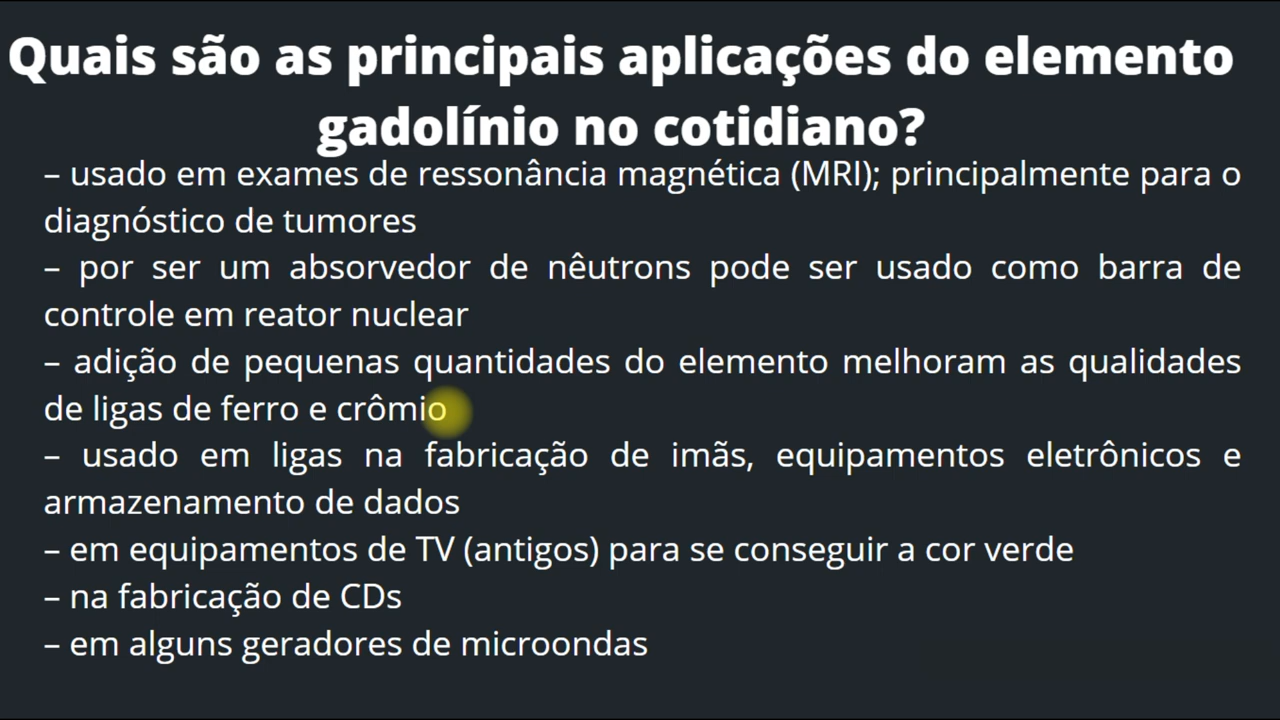 Quais são as principais aplicações do elemento
gadolínio no cotidiano?
– usado em exames de ressonância magnética (MRI); principalmente para o
diagnóstico de tumores
– por ser um absorvedor de nêutrons pode ser usado como barra de
controle em reator nuclear
– adição de pequenas quantidades do elemento melhoram as qualidades
de ligas de ferro e crômio
– usado em ligas na fabricação de imãs, equipamentos eletrônicos e
armazenamento de dados
– em equipamentos de TV (antigos) para se conseguir a cor verde
– na fabricação de CDs
– em alguns geradores de microondas